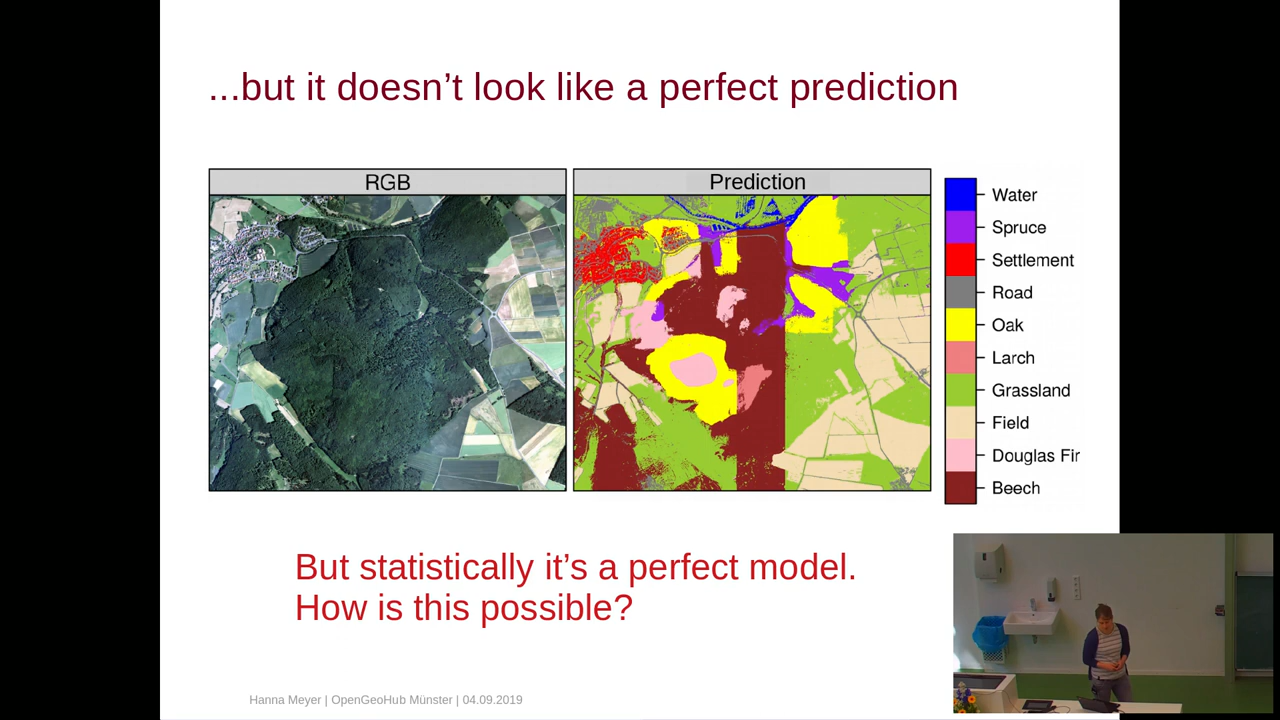 ...but it doesn’t look like a perfect prediction
RGB
Prediction
Water
Spruce
Settlement
Road
Oak
Larch
Grassland
Field
Douglas Fir
Beech
But statistically it’s a perfect model.
How is this possible?
Hanna Meyer | OpenGeoHub Münster | 04.09.2019